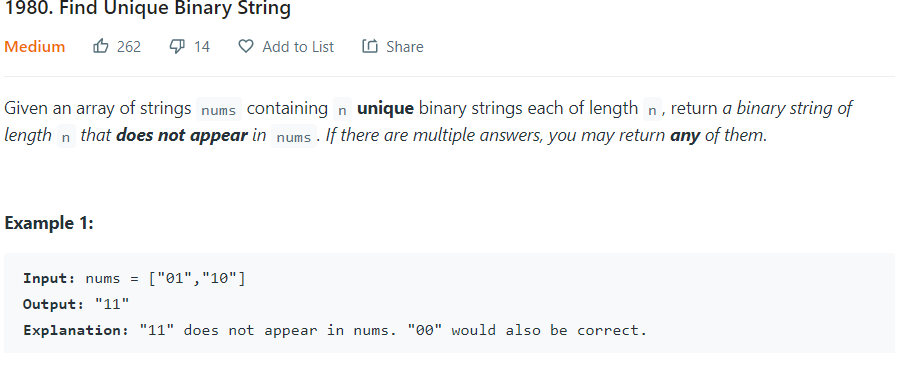 1980. Find Unique Binary String
Medium 262 14 Add to List Share
Given an array of strings nums containing n unique binary strings each of length n, return a binary string of
length n that does not appear in nums. If there are multiple answers, you may return any of them.
Example 1:
Input: nums = ["01","10"]
Output: "11"
Explanation: "11" does not appear in nums. "00" would also be correct.